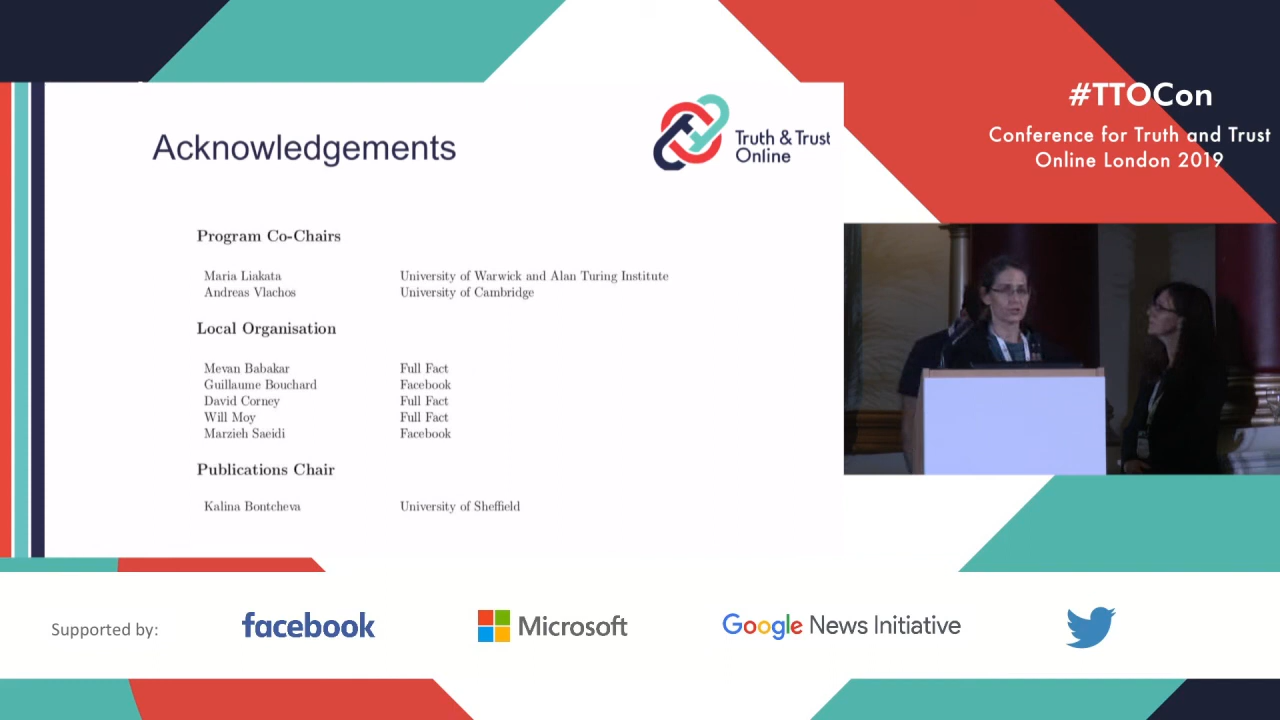 #TTOCon
Conference for Truth and Trust
Online London 2019
Acknowledgements
Truth & Trust
Online
Program Co-Chairs
Maria Liakata University of Warwick and Alan Turing Institute
Andreas Vlachos University of Cambridge
Local Organisation
Mevan Babakar Full Fact
Guillaume Bouchard Facebook
David Corney Full Fact
Will Moy Full Fact
Marzieh Saeidi Facebook
Publications Chair
Kalina Bontcheva University of Sheffield
Supported by:
facebook
Microsoft
Google News Initiative